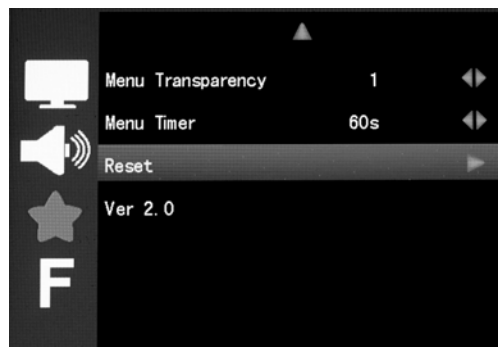 Menu Transparency 1
Menu Timer 60s
Reset
Ver 2.0
F